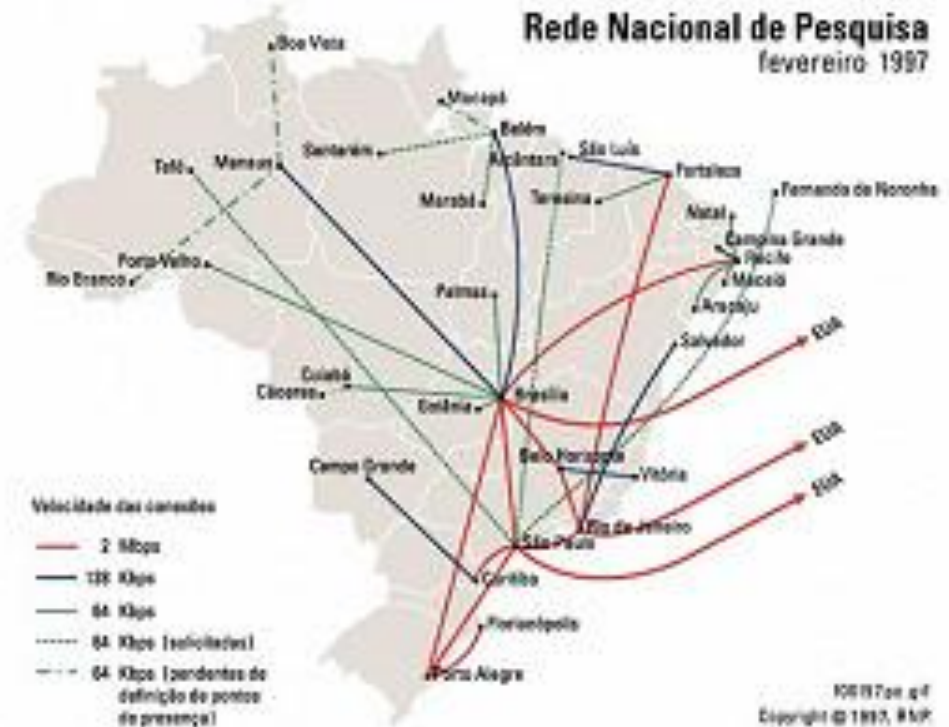 Rede Nacional de Pesquisa
fevereiro 1997
Boa Vista
Macapá
Belém
Santarém
Alcântara
São Luís
Tefé
Manaus
Fortaleza
Marabá
Teresina
Fernando de Noronha
Natal
Campina Grande
Porto Velho
Recife
Rio Branco
Maceió
Palmas
Aracaju
Salvador
EUA
Cuiabá
Cáceres
Brasília
Goiânia
EUA
Belo Horizonte
Campo Grande
Vitória
EUA
Velocidade das conexões
Rio de Janeiro
São Paulo
2 Mbps
128 Kbps
Curitiba
64 Kbps
Florianópolis
64 Kbps (solicitadas)
64 Kbps (pendentes de
definição de pontos
de presença)
Porto Alegre
Copyright © 1997, RNP